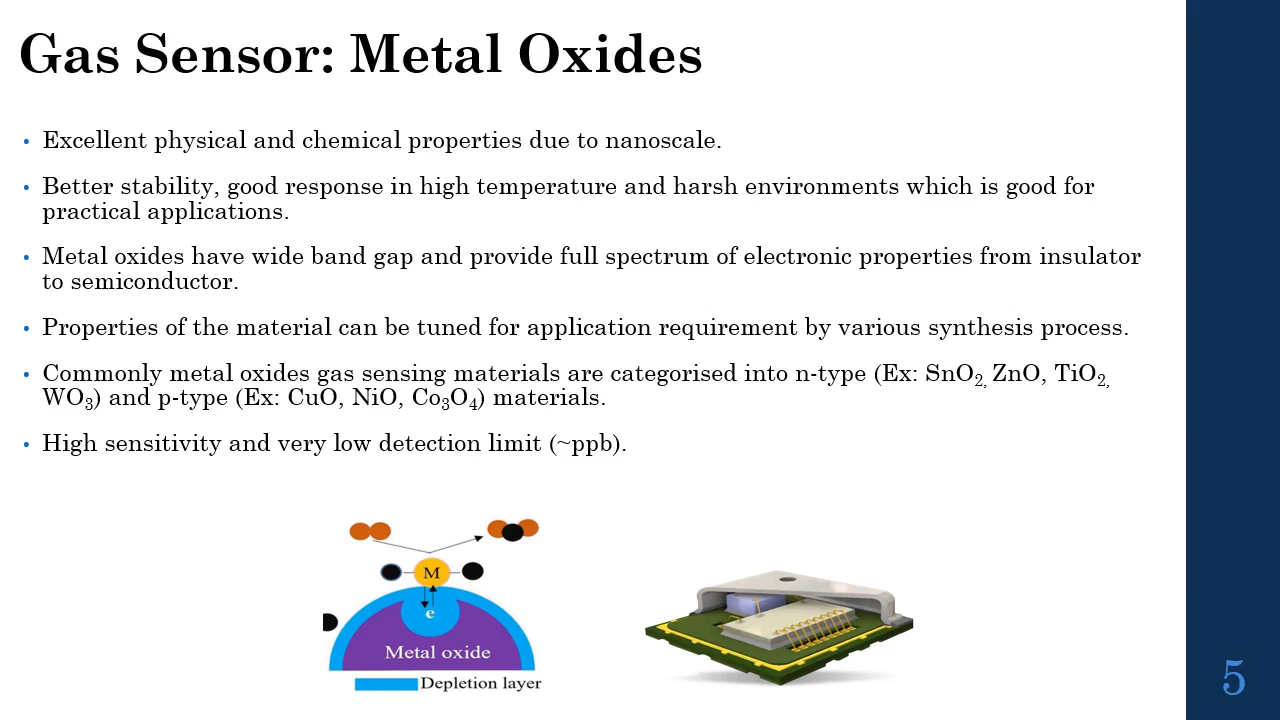 Gas Sensor: Metal Oxides
• Excellent physical and chemical properties due to nanoscale.
• Better stability, good response in high temperature and harsh environments which is good for
practical applications.
• Metal oxides have wide band gap and provide full spectrum of electronic properties from insulator
to semiconductor.
• Properties of the material can be tuned for application requirement by various synthesis process.
• Commonly metal oxides gas sensing materials are categorised into n-type (Ex: SnO₂, ZnO, TiO₂,
WO₃) and p-type (Ex: CuO, NiO, Co₃O₄) materials.
• High sensitivity and very low detection limit (~ppb).
M
e
Metal oxide
Depletion layer
5